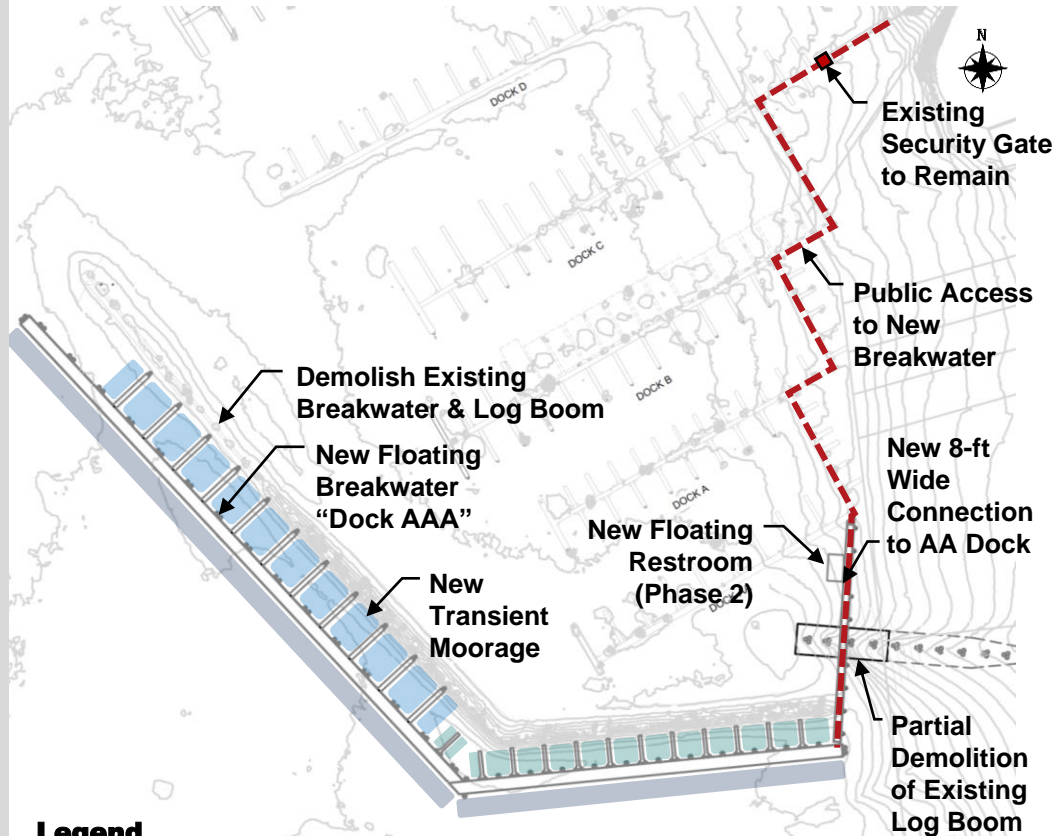 N
DOCK D
Existing
Security Gate
to Remain
DOCK C
Public Access
to New
Breakwater
Demolish Existing
Breakwater & Log Boom
DOCK B
New Floating
Breakwater
“Dock AAA”
New 8-ft
Wide
Connection
to AA Dock
DOCK A
New Floating
Restroom
(Phase 2)
New
Transient
Moorage
Partial
Demolition
of Existing
Log Boom
Legend